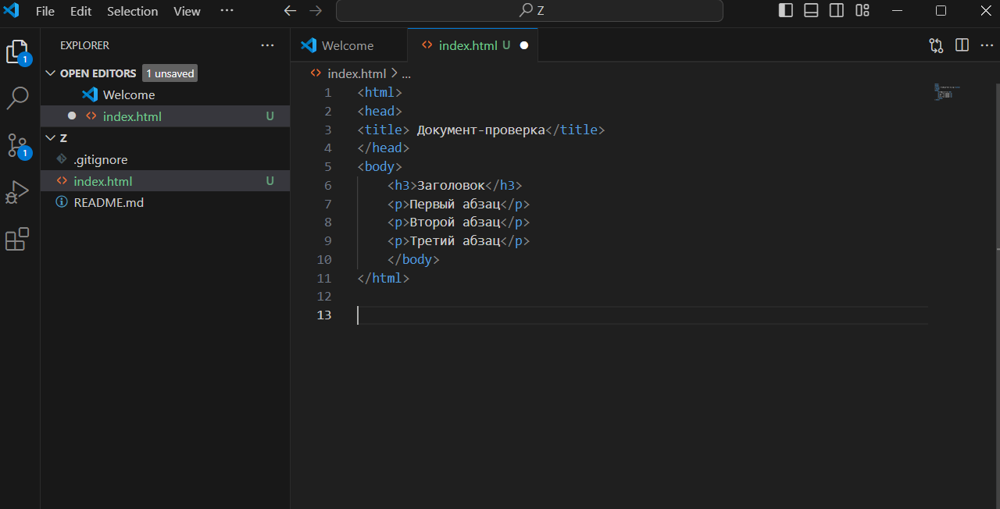 File Edit Selection View ··· Z
EXPLORER ···
OPEN EDITORS 1 unsaved
Welcome
index.html U
Z
.gitignore
index.html U
README.md
1
1
Welcome index.html U
index.html > ...
1 <html>
2 <head>
3 <title> Документ-проверка</title>
4 </head>
5 <body>
6 <h3>Заголовок</h3>
7 <p>Первый абзац</p>
8 <p>Второй абзац</p>
9 <p>Третий абзац</p>
10 </body>
11 </html>
12
13